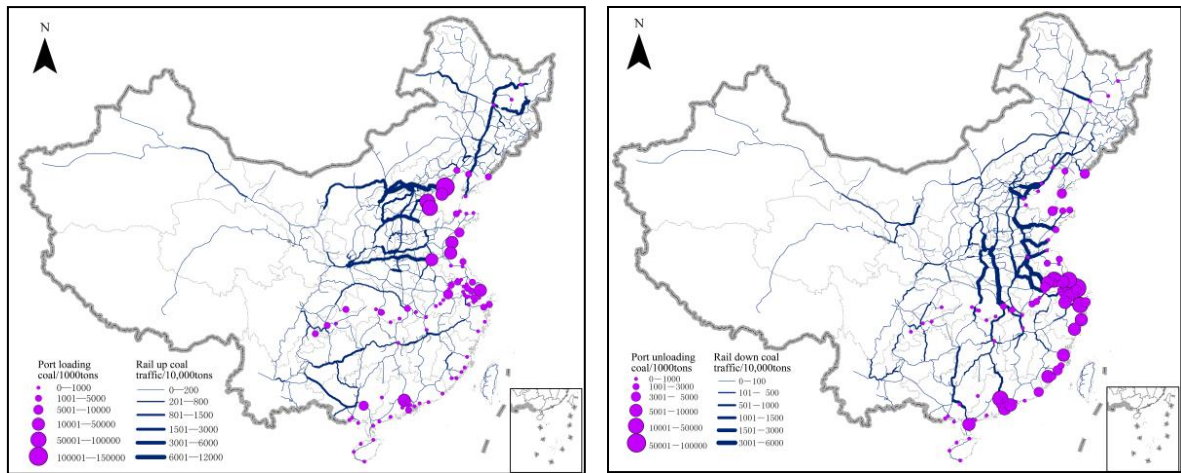 N
Port loading
coal/1000tons
0—1000
1001—5000
5001—10000
10001—50000
50001—100000
100001—150000
Rail up coal
traffic/10,000tons
0—200
201—800
801—1500
1501—3000
3001—6000
6001—12000
N
Port unloading
coal/1000tons
0—1000
1001—3000
3001— 5000
5001—10000
10001—50000
50001—100000
Rail down coal
traffic/10,000tons
0—100
101— 500
501—1000
1001—1500
1501—3000
3001—6000